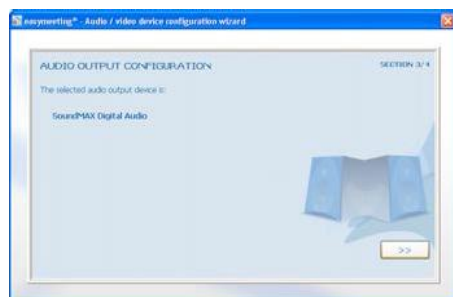 easymeeting* - Audio / video device configuration wizard
AUDIO OUTPUT CONFIGURATION
SECTION 3/4
The selected audio output device is:
SoundMAX Digital Audio
>>